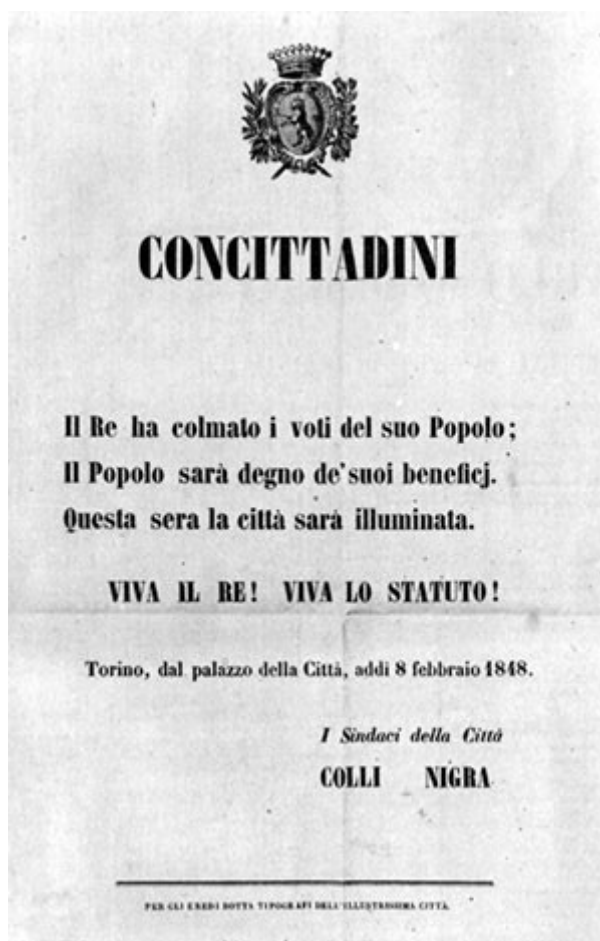 CONCITTADINI
Il Re ha colmato i voti del suo Popolo;
Il Popolo sarà degno de'suoi beneficj.
Questa sera la città sarà illuminata.
VIVA IL RE! VIVA LO STATUTO!
Torino, dal palazzo della Città, addì 8 febbraio 1848.
I Sindaci della Città
COLLI NIGRA
PER GLI EREDI BOTTA TIPOGRAFI DELL'ILLUSTRISSIMA CITTÀ.